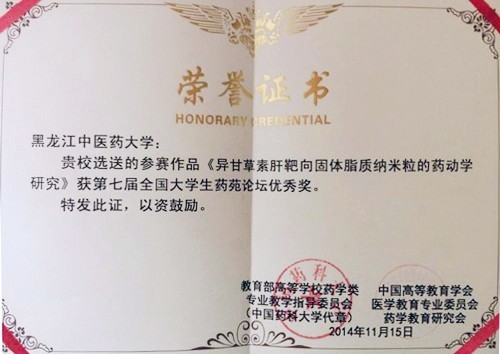 荣誉证书
HONORARY CREDENTIAL
黑龙江中医药大学：
贵校选送的参赛作品《异甘草素肝靶向固体脂质纳米粒的药动学
研究》获第七届全国大学生药苑论坛优秀奖。
特发此证，以资鼓励。
教育部高等学校药学类
专业教学指导委员会
（中国药科大学代章）
中国高等教育学会
医学教育专业委员会
药学教育研究会
2014年11月15日